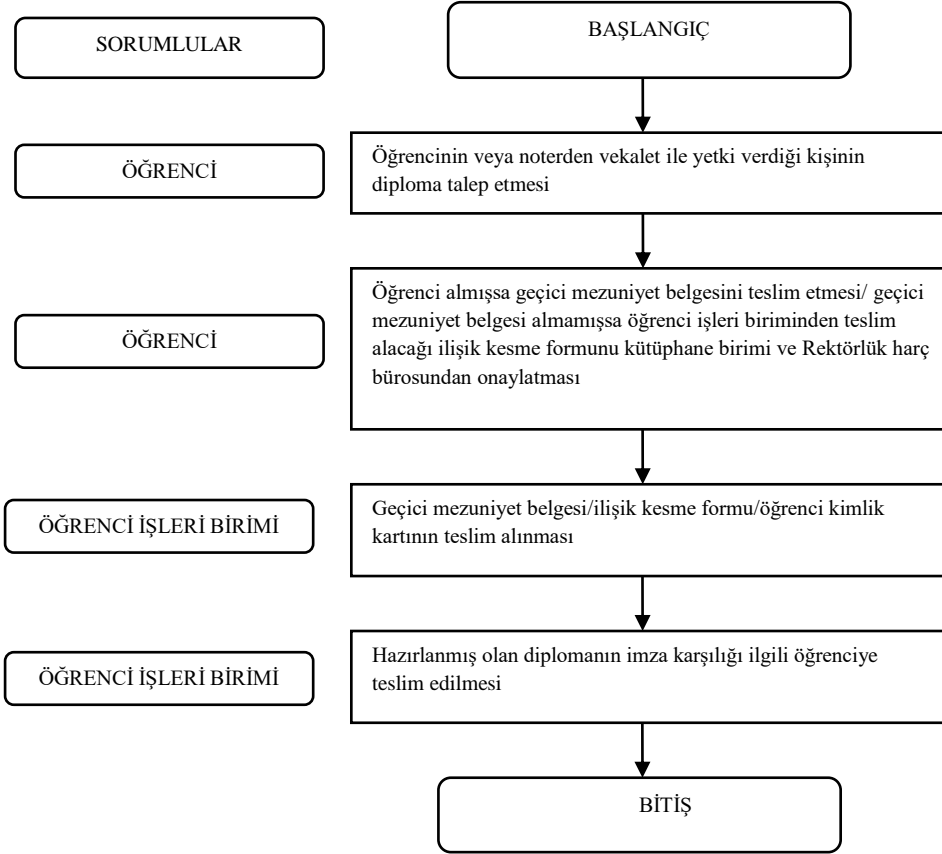 SORUMLULAR
BAŞLANGIÇ
ÖĞRENCİ
Öğrencinin veya noterden vekalet ile yetki verdiği kişinin
diploma talep etmesi
ÖĞRENCİ
Öğrenci almışsa geçici mezuniyet belgesini teslim etmesi/ geçici
mezuniyet belgesi almamışsa öğrenci işleri biriminden teslim
alacağı ilişik kesme formunu kütüphane birimi ve Rektörlük harç
bürosundan onaylatması
ÖĞRENCİ İŞLERİ BİRİMİ
Geçici mezuniyet belgesi/ilişik kesme formu/öğrenci kimlik
kartının teslim alınması
ÖĞRENCİ İŞLERİ BİRİMİ
Hazırlanmış olan diplomanın imza karşılığı ilgili öğrenciye
teslim edilmesi
BİTİŞ